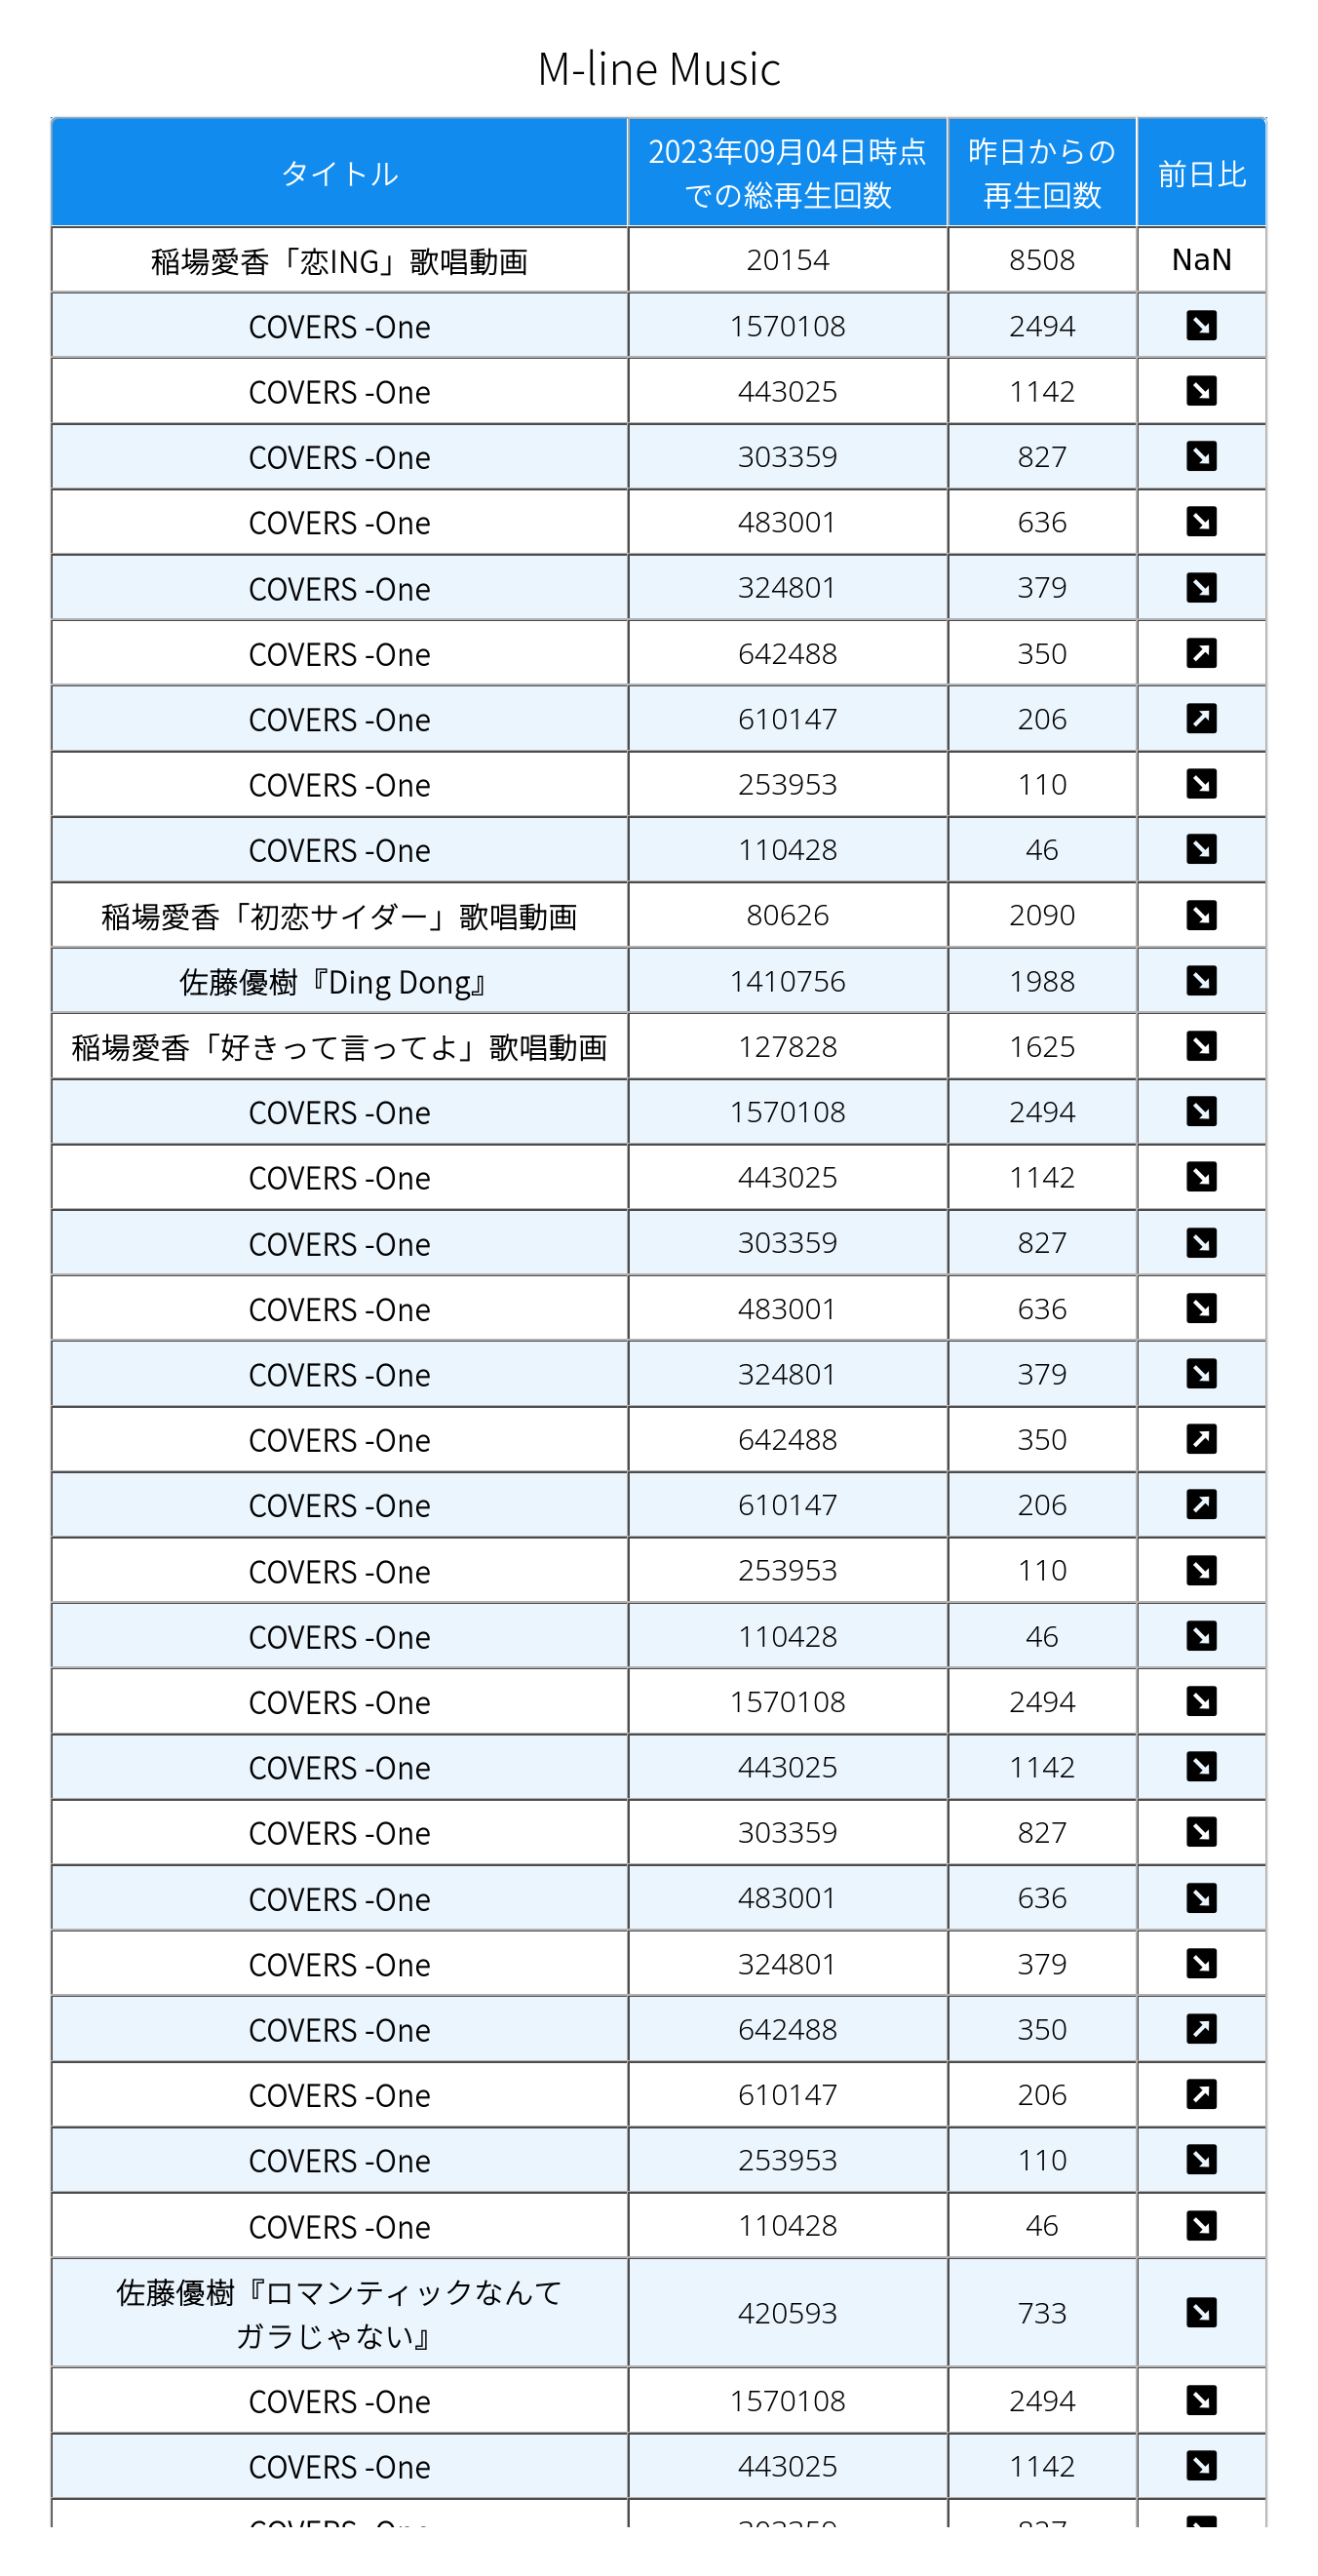 M-line Music
タイトル 2023年09月04日時点 での総再生回数 昨日からの 再生回数 前日比
稲場愛香「恋ING」歌唱動画 20154 8508 NaN
COVERS -One 1570108 2494
COVERS -One 443025 1142
COVERS -One 303359 827
COVERS -One 483001 636
COVERS -One 324801 379
COVERS -One 642488 350
COVERS -One 610147 206
COVERS -One 253953 110
COVERS -One 110428 46
稲場愛香「初恋サイダー」歌唱動画 80626 2090
佐藤優樹『Ding Dong』 1410756 1988
稲場愛香「好きって言ってよ」歌唱動画 127828 1625
COVERS -One 1570108 2494
COVERS -One 443025 1142
COVERS -One 303359 827
COVERS -One 483001 636
COVERS -One 324801 379
COVERS -One 642488 350
COVERS -One 610147 206
COVERS -One 253953 110
COVERS -One 110428 46
COVERS -One 1570108 2494
COVERS -One 443025 1142
COVERS -One 303359 827
COVERS -One 483001 636
COVERS -One 324801 379
COVERS -One 642488 350
COVERS -One 610147 206
COVERS -One 253953 110
COVERS -One 110428 46
佐藤優樹『ロマンティックなんて
ガラじゃない』 420593 733
COVERS -One 1570108 2494
COVERS -One 443025 1142